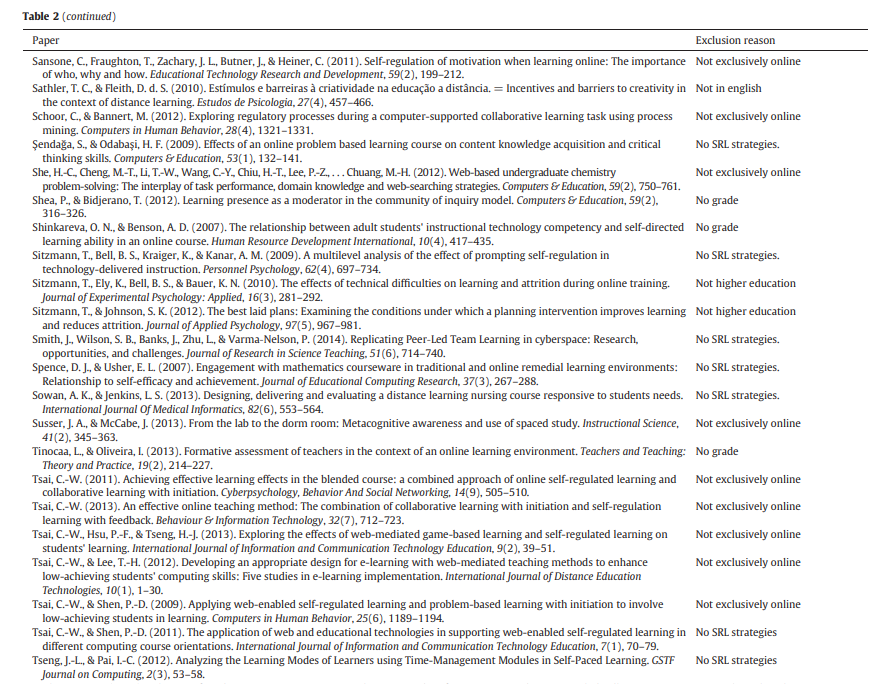 Table 2 (continued)
Paper Exclusion reason
Sansone, C., Fraughton, T., Zachary, J. L., Butner, J., & Heiner, C. (2011). Self-regulation of motivation when learning online: The importance Not exclusively online
of who, why and how. Educational Technology Research and Development, 59(2), 199–212.
Sathler, T. C., & Fleith, D. d. S. (2010). Estímulos e barreiras à criatividade na educação a distância. = Incentives and barriers to creativity in Not in english
the context of distance learning. Estudos de Psicologia, 27(4), 457–466.
Schoor, C., & Bannert, M. (2012). Exploring regulatory processes during a computer-supported collaborative learning task using process Not exclusively online
mining. Computers in Human Behavior, 28(4), 1321–1331.
Şendağa, S., & Odabaşi, H. F. (2009). Effects of an online problem based learning course on content knowledge acquisition and critical No SRL strategies.
thinking skills. Computers & Education, 53(1), 132–141.
She, H.-C., Cheng, M.-T., Li, T.-W., Wang, C.-Y., Chiu, H.-T., Lee, P.-Z., . . . Chuang, M.-H. (2012). Web-based undergraduate chemistry Not exclusively online
problem-solving: The interplay of task performance, domain knowledge and web-searching strategies. Computers & Education, 59(2), 750–761.
Shea, P., & Bidjerano, T. (2012). Learning presence as a moderator in the community of inquiry model. Computers & Education, 59(2), No grade
316–326.
Shinkareva, O. N., & Benson, A. D. (2007). The relationship between adult students' instructional technology competency and self-directed No grade
learning ability in an online course. Human Resource Development International, 10(4), 417–435.
Sitzmann, T., Bell, B. S., Kraiger, K., & Kanar, A. M. (2009). A multilevel analysis of the effect of prompting self-regulation in No SRL strategies.
technology-delivered instruction. Personnel Psychology, 62(4), 697–734.
Sitzmann, T., Ely, K., Bell, B. S., & Bauer, K. N. (2010). The effects of technical difficulties on learning and attrition during online training. Not higher education
Journal of Experimental Psychology: Applied, 16(3), 281–292.
Sitzmann, T., & Johnson, S. K. (2012). The best laid plans: Examining the conditions under which a planning intervention improves learning Not higher education
and reduces attrition. Journal of Applied Psychology, 97(5), 967–981.
Smith, J., Wilson, S. B., Banks, J., Zhu, L., & Varma-Nelson, P. (2014). Replicating Peer-Led Team Learning in cyberspace: Research, No SRL strategies.
opportunities, and challenges. Journal of Research in Science Teaching, 51(6), 714–740.
Spence, D. J., & Usher, E. L. (2007). Engagement with mathematics courseware in traditional and online remedial learning environments: No SRL strategies.
Relationship to self-efficacy and achievement. Journal of Educational Computing Research, 37(3), 267–288.
Sowan, A. K., & Jenkins, L. S. (2013). Designing, delivering and evaluating a distance learning nursing course responsive to students needs. No SRL strategies.
International Journal Of Medical Informatics, 82(6), 553–564.
Susser, J. A., & McCabe, J. (2013). From the lab to the dorm room: Metacognitive awareness and use of spaced study. Instructional Science, Not exclusively online
41(2), 345–363.
Tinocaa, L., & Oliveira, I. (2013). Formative assessment of teachers in the context of an online learning environment. Teachers and Teaching: No grade
Theory and Practice, 19(2), 214–227.
Tsai, C.-W. (2011). Achieving effective learning effects in the blended course: a combined approach of online self-regulated learning and Not exclusively online
collaborative learning with initiation. Cyberpsychology, Behavior And Social Networking, 14(9), 505–510.
Tsai, C.-W. (2013). An effective online teaching method: The combination of collaborative learning with initiation and self-regulation Not exclusively online
learning with feedback. Behaviour & Information Technology, 32(7), 712–723.
Tsai, C.-W., Hsu, P.-F., & Tseng, H.-J. (2013). Exploring the effects of web-mediated game-based learning and self-regulated learning on Not exclusively online
students' learning. International Journal of Information and Communication Technology Education, 9(2), 39–51.
Tsai, C.-W., & Lee, T.-H. (2012). Developing an appropriate design for e-learning with web-mediated teaching methods to enhance Not exclusively online
low-achieving students' computing skills: Five studies in e-learning implementation. International Journal of Distance Education
Technologies, 10(1), 1–30.
Tsai, C.-W., & Shen, P.-D. (2009). Applying web-enabled self-regulated learning and problem-based learning with initiation to involve Not exclusively online
low-achieving students in learning. Computers in Human Behavior, 25(6), 1189–1194.
Tsai, C.-W., & Shen, P.-D. (2011). The application of web and educational technologies in supporting web-enabled self-regulated learning in No SRL strategies
different computing course orientations. International Journal of Information and Communication Technology Education, 7(1), 70–79.
Tseng, J.-L., & Pai, I.-C. (2012). Analyzing the Learning Modes of Learners using Time-Management Modules in Self-Paced Learning. GSTF No SRL strategies
Journal on Computing, 2(3), 53–58.